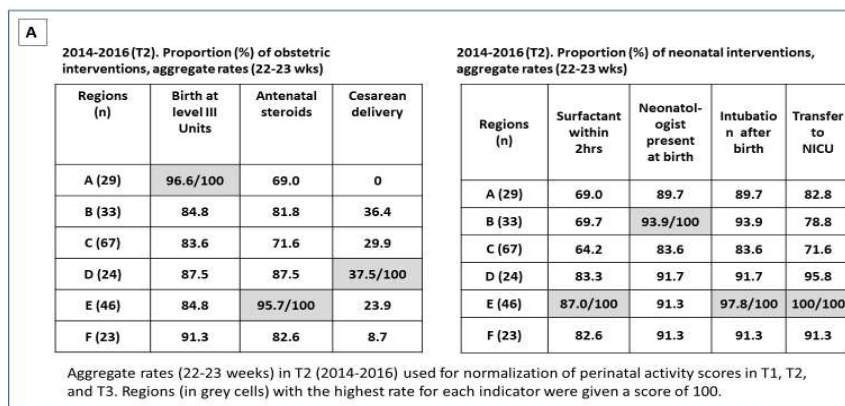 A
2014-2016 (T2). Proportion (%) of obstetric
interventions, aggregate rates (22-23 wks)
Regions (n) Birth at level III Units Antenatal steroids Cesarean delivery
A (29) 96.6/100 69.0 0
B (33) 84.8 81.8 36.4
C (67) 83.6 71.6 29.9
D (24) 87.5 87.5 37.5/100
E (46) 84.8 95.7/100 23.9
F (23) 91.3 82.6 8.7
2014-2016 (T2). Proportion (%) of neonatal interventions,
aggregate rates (22-23 wks)
Regions (n) Surfactant within 2hrs Neonatol-ogist present at birth Intubatio n after birth Transfer to NICU
A (29) 69.0 89.7 89.7 82.8
B (33) 69.7 93.9/100 93.9 78.8
C (67) 64.2 83.6 83.6 71.6
D (24) 83.3 91.7 91.7 95.8
E (46) 87.0/100 91.3 97.8/100 100/100
F (23) 82.6 91.3 91.3 91.3
Aggregate rates (22-23 weeks) in T2 (2014-2016) used for normalization of perinatal activity scores in T1, T2,
and T3. Regions (in grey cells) with the highest rate for each indicator were given a score of 100.